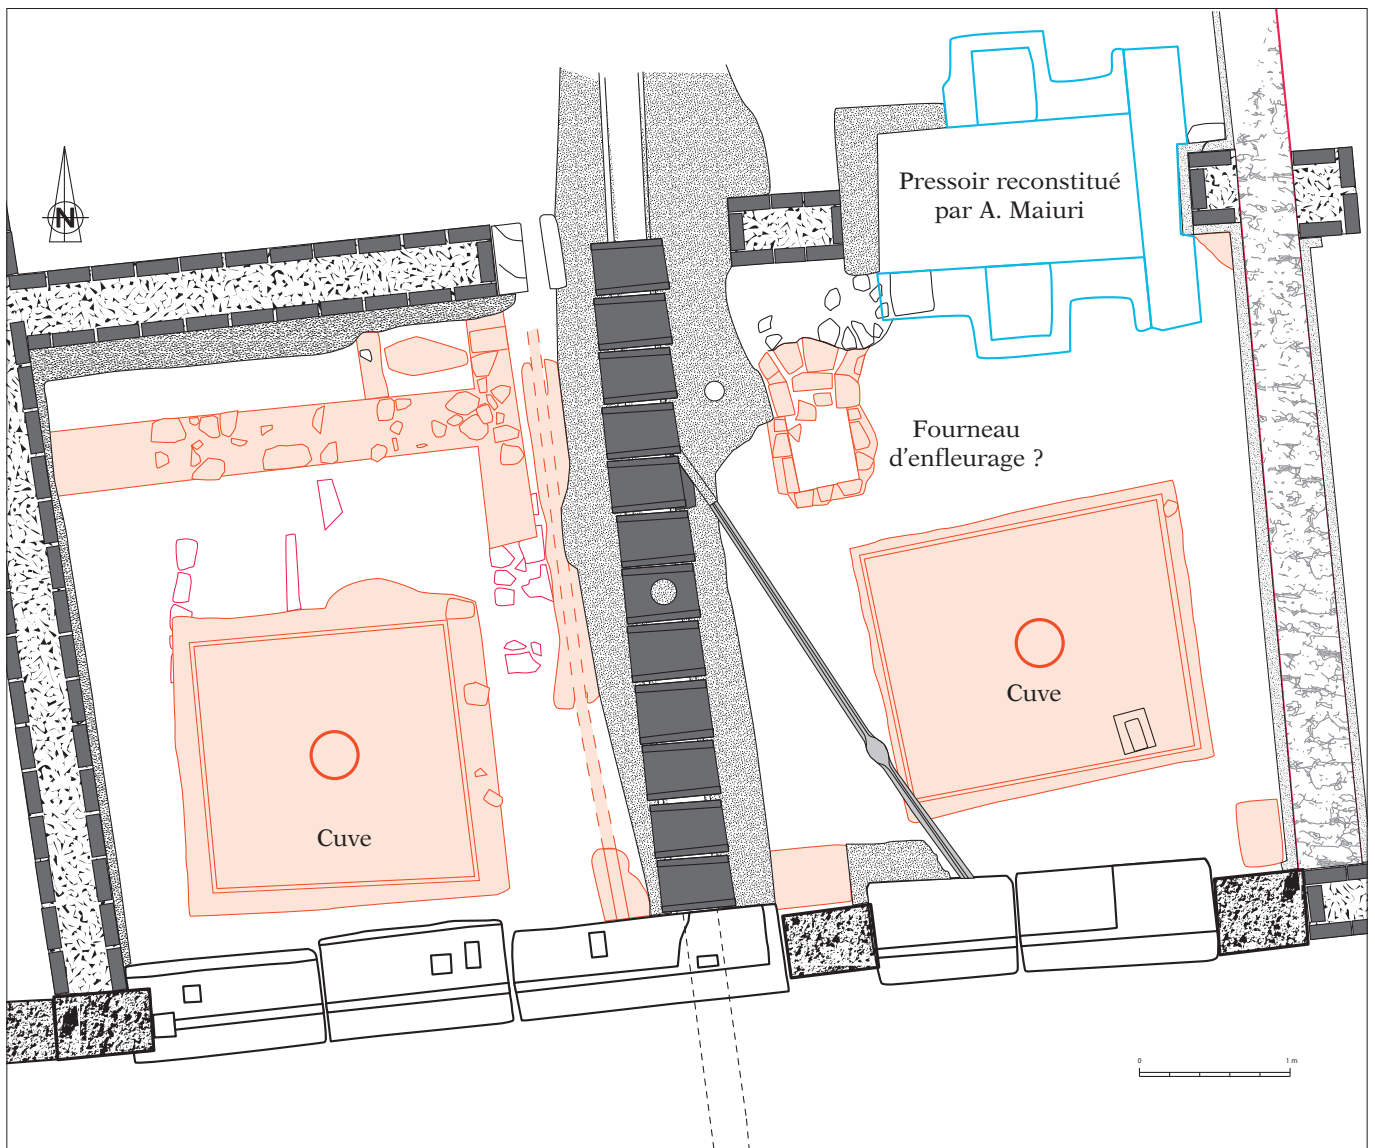 Pressoir reconstitué
par A. Maiuri
N
Fourneau
d'enfleurage ?
Cuve
Cuve
0 1 m